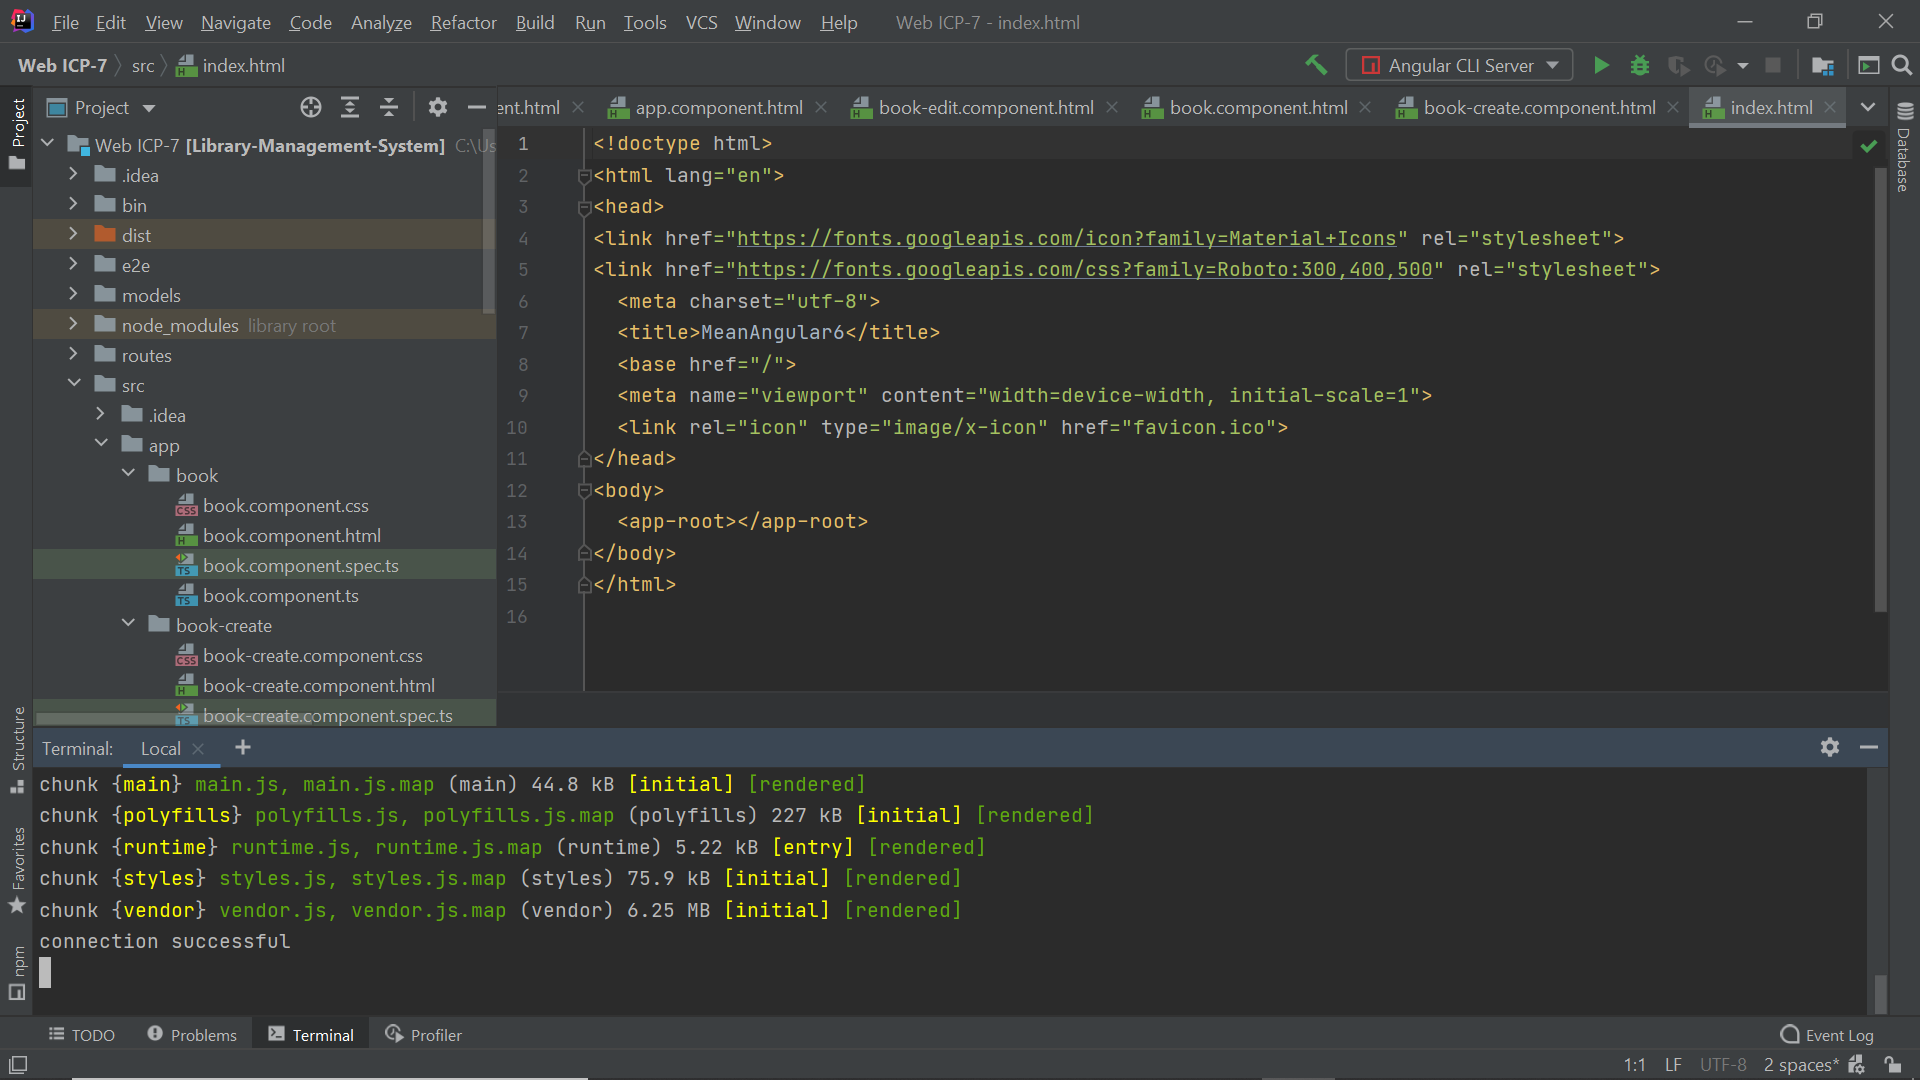 File Edit View Navigate Code Analyze Refactor Build Run Tools VCS Window Help Web ICP-7 - index.html
Web ICP-7 src index.html Angular CLI Server
Project ent.html app.component.html book-edit.component.html book.component.html book-create.component.html index.html
Project
Database
Web ICP-7 [Library-Management-System] C:\Us
.idea
bin
dist
e2e
models
node_modules library root
routes
src
.idea
app
book
book.component.css
book.component.html
book.component.spec.ts
book.component.ts
book-create
book-create.component.css
book-create.component.html
book-create.component.spec.ts
1 <!doctype html>
2 <html lang="en">
3 <head>
4 <link href="https://fonts.googleapis.com/icon?family=Material+Icons" rel="stylesheet">
5 <link href="https://fonts.googleapis.com/css?family=Roboto:300,400,500" rel="stylesheet">
6 <meta charset="utf-8">
7 <title>MeanAngular6</title>
8 <base href="/">
9 <meta name="viewport" content="width=device-width, initial-scale=1">
10 <link rel="icon" type="image/x-icon" href="favicon.ico">
11 </head>
12 <body>
13 <app-root></app-root>
14 </body>
15 </html>
16
Structure
Favorites
npm
Terminal: Local
chunk {main} main.js, main.js.map (main) 44.8 kB [initial] [rendered]
chunk {polyfills} polyfills.js, polyfills.js.map (polyfills) 227 kB [initial] [rendered]
chunk {runtime} runtime.js, runtime.js.map (runtime) 5.22 kB [entry] [rendered]
chunk {styles} styles.js, styles.js.map (styles) 75.9 kB [initial] [rendered]
chunk {vendor} vendor.js, vendor.js.map (vendor) 6.25 MB [initial] [rendered]
connection successful
TODO Problems Terminal Profiler Event Log
1:1 LF UTF-8 2 spaces*